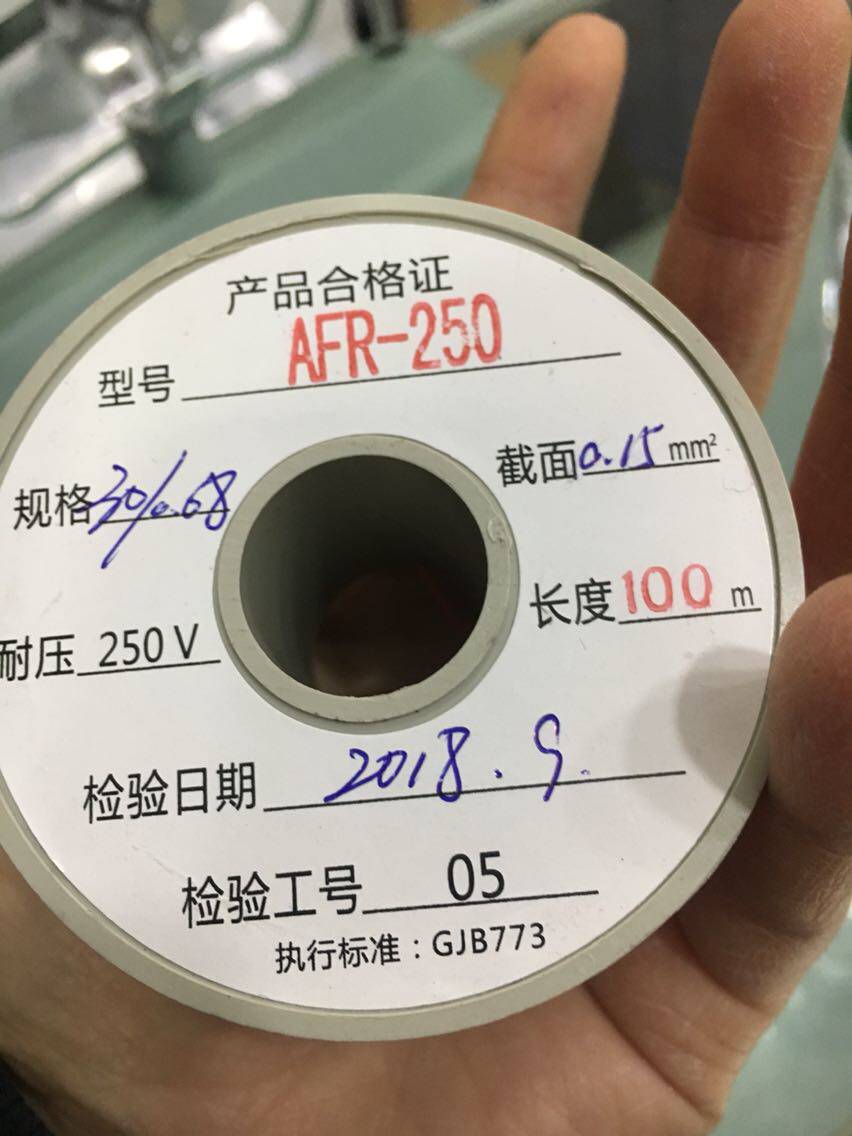 产品合格证
型号 AFR-250
规格 30/0.08 截面 0.15 mm²
耐压 250 V 长度 100 m
检验日期 2018.9.
检验工号 05
执行标准：GJB773